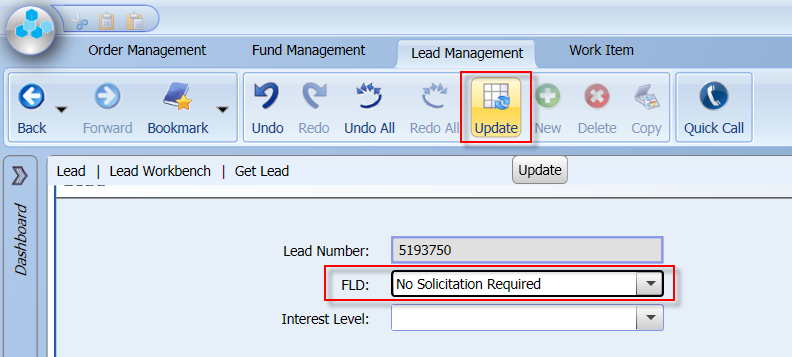 Order Management Fund Management Lead Management Work Item
Back Forward Bookmark Undo Redo Undo All Redo All Update New Delete Copy Quick Call
Lead | Lead Workbench | Get Lead
Update
Dashboard
Lead Number: 5193750
FLD: No Solicitation Required
Interest Level: